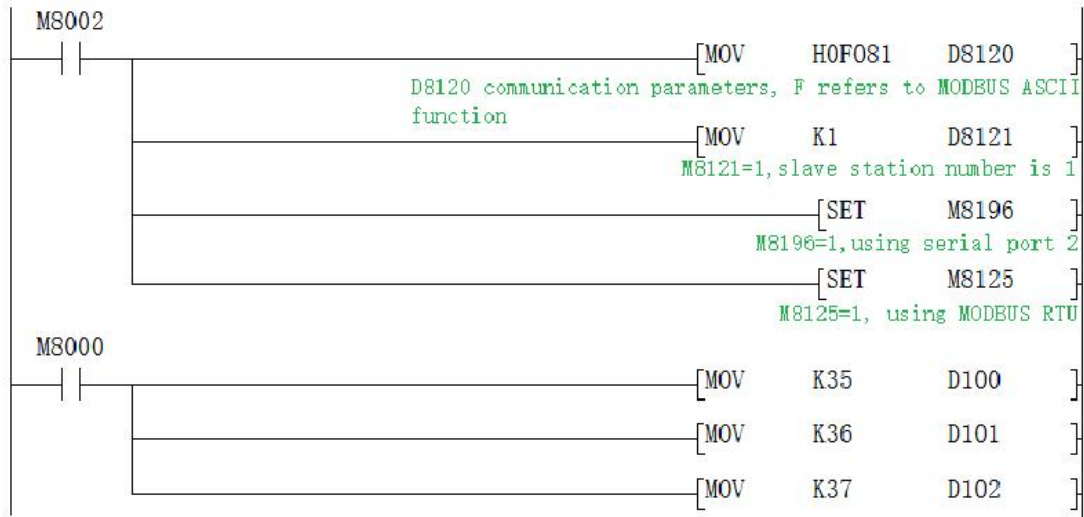 M8002
[MOV H0F081 D8120 ]
D8120 communication parameters, F refers to MODBUS ASCII
function
[MOV K1 D8121 ]
M8121=1,slave station number is 1
[SET M8196 ]
M8196=1,using serial port 2
[SET M8125 ]
M8125=1, using MODBUS RTU
M8000
[MOV K35 D100 ]
[MOV K36 D101 ]
[MOV K37 D102 ]